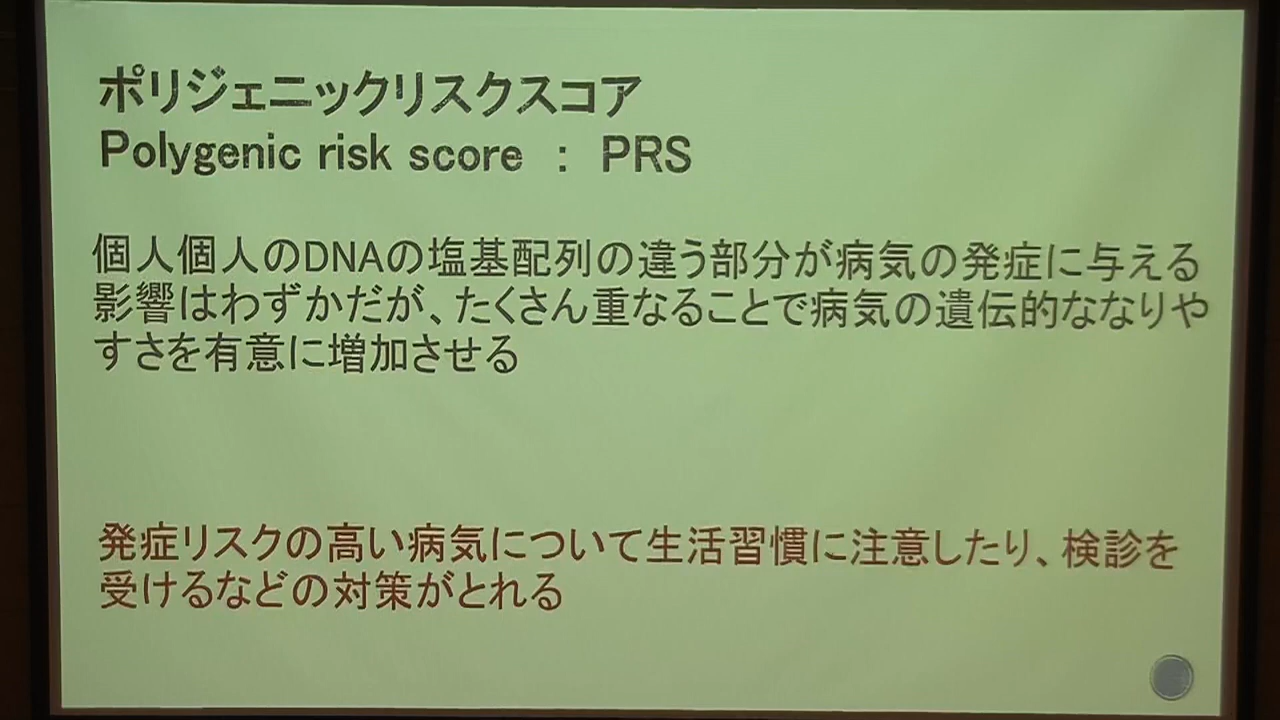 ポリジェニックリスクスコア
Polygenic risk score : PRS
個人個人のDNAの塩基配列の違う部分が病気の発症に与える
影響はわずかだが、たくさん重なることで病気の遺伝的ななりや
すさを有意に増加させる
発症リスクの高い病気について生活習慣に注意したり、検診を
受けるなどの対策がとれる